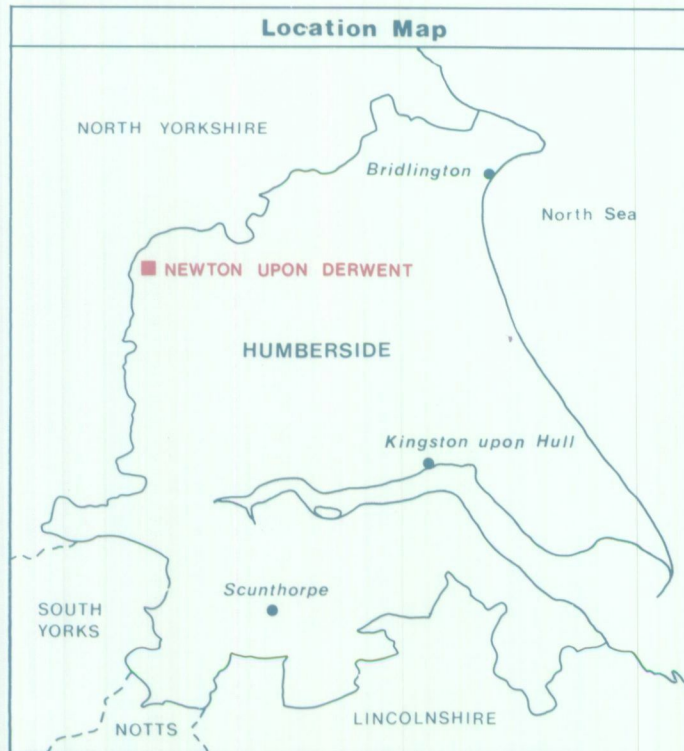 Location Map
NORTH YORKSHIRE
Bridlington
North Sea
NEWTON UPON DERWENT
HUMBERSIDE
Kingston upon Hull
Scunthorpe
SOUTH
YORKS
NOTTS
LINCOLNSHIRE